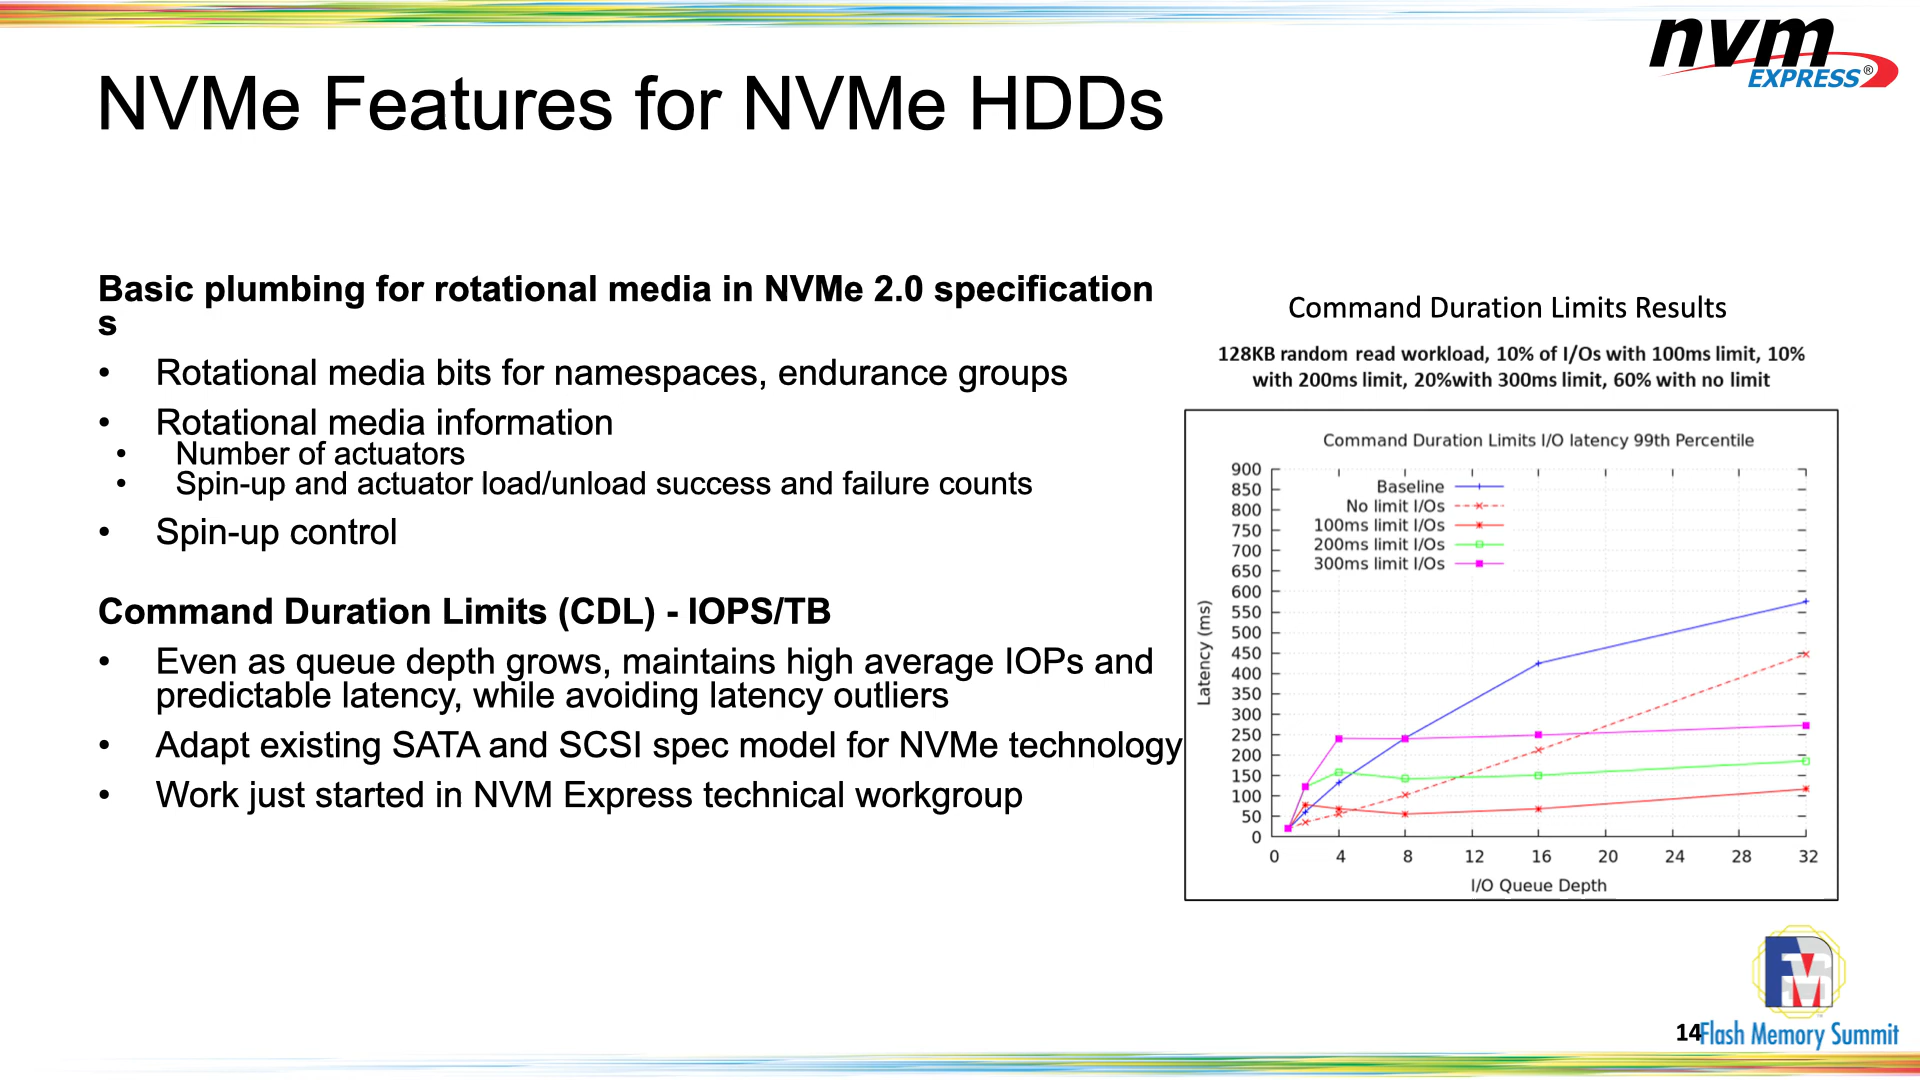 nvm
EXPRESS®
NVMe Features for NVMe HDDs
Basic plumbing for rotational media in NVMe 2.0 specification
s
• Rotational media bits for namespaces, endurance groups
• Rotational media information
• Number of actuators
• Spin-up and actuator load/unload success and failure counts
• Spin-up control
Command Duration Limits (CDL) - IOPS/TB
• Even as queue depth grows, maintains high average IOPs and
predictable latency, while avoiding latency outliers
• Adapt existing SATA and SCSI spec model for NVMe technology
• Work just started in NVM Express technical workgroup
Command Duration Limits Results
128KB random read workload, 10% of I/Os with 100ms limit, 10%
with 200ms limit, 20%with 300ms limit, 60% with no limit
Command Duration Limits I/O latency 99th Percentile
Baseline
No limit I/Os
100ms limit I/Os
200ms limit I/Os
300ms limit I/Os
Latency (ms)
900
850
800
750
700
650
600
550
500
450
400
350
300
250
200
150
100
50
0
0 4 8 12 16 20 24 28 32
I/O Queue Depth
FMS
14
Flash Memory Summit